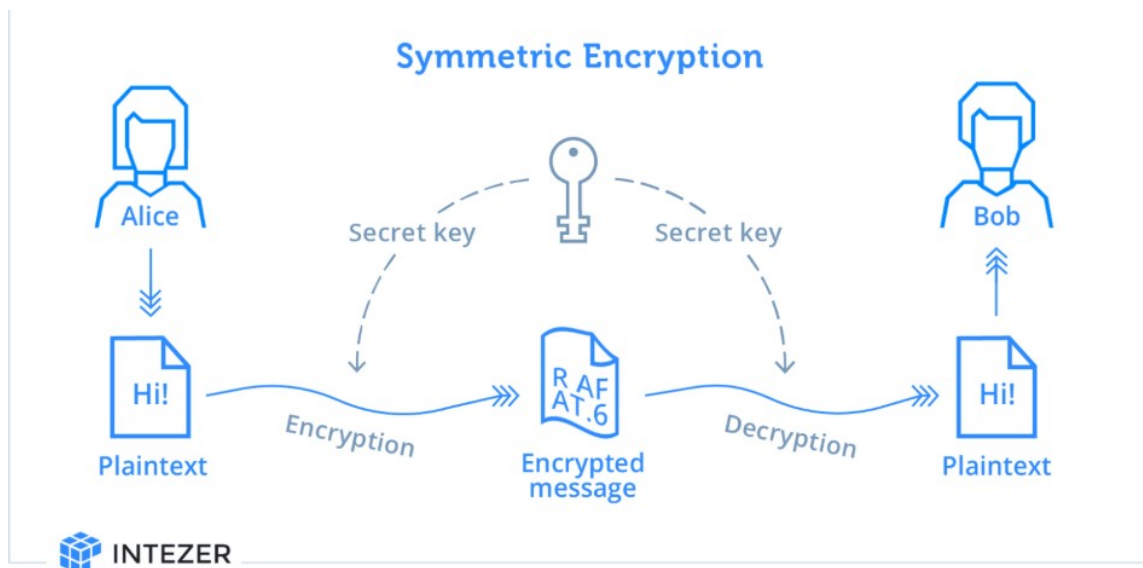 Symmetric Encryption
Alice
Bob
Secret key
Secret key
Hi!
R AF
AT.6
Hi!
Encryption
Decryption
Plaintext
Encrypted
message
Plaintext
INTEZER